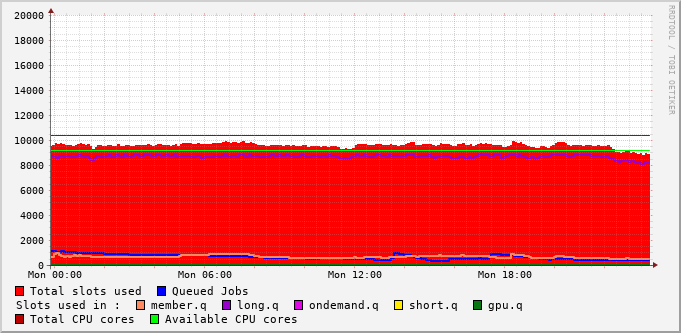 RRDTOOL / TOBI OETIKER
20000
18000
16000
14000
12000
10000
8000
6000
4000
2000
0
Mon 00:00 Mon 06:00 Mon 12:00 Mon 18:00
Total slots used Queued Jobs
Slots used in : member.q long.q ondemand.q short.q gpu.q
Total CPU cores Available CPU cores